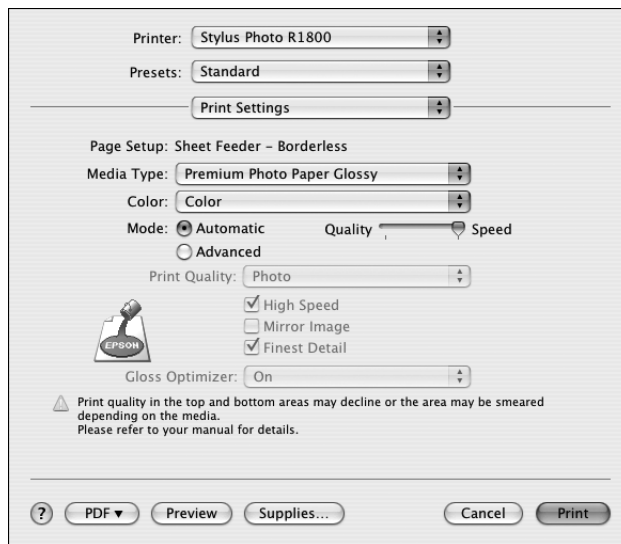 Printer: Stylus Photo R1800
Presets: Standard
Print Settings
Page Setup: Sheet Feeder – Borderless
Media Type: Premium Photo Paper Glossy
Color: Color
Mode: Automatic Quality Speed
Advanced
Print Quality: Photo
High Speed
Mirror Image
Finest Detail
EPSON
Gloss Optimizer: On
Print quality in the top and bottom areas may decline or the area may be smeared
depending on the media.
Please refer to your manual for details.
? PDF▼ Preview Supplies... Cancel Print